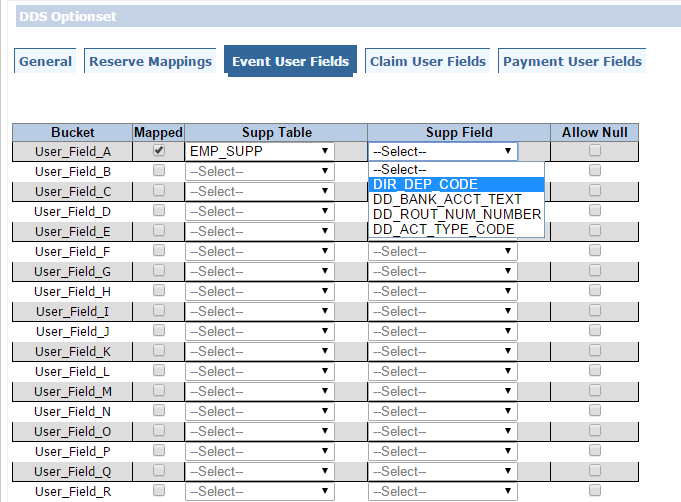 DDS Optionset
General Reserve Mappings Event User Fields Claim User Fields Payment User Fields
Bucket Mapped Supp Table Supp Field Allow Null
User_Field_A EMP_SUPP --Select--
User_Field_B --Select-- --Select--
User_Field_C --Select-- DIR_DEP_CODE
User_Field_D --Select-- DD_BANK_ACCT_TEXT
DD_ROUT_NUM_NUMBER
User_Field_E --Select-- DD_ACT_TYPE_CODE
User_Field_F --Select-- --Select--
User_Field_G --Select-- --Select--
User_Field_H --Select-- --Select--
User_Field_I --Select-- --Select--
User_Field_J --Select-- --Select--
User_Field_K --Select-- --Select--
User_Field_L --Select-- --Select--
User_Field_M --Select-- --Select--
User_Field_N --Select-- --Select--
User_Field_O --Select-- --Select--
User_Field_P --Select-- --Select--
User_Field_Q --Select-- --Select--
User_Field_R --Select-- --Select--